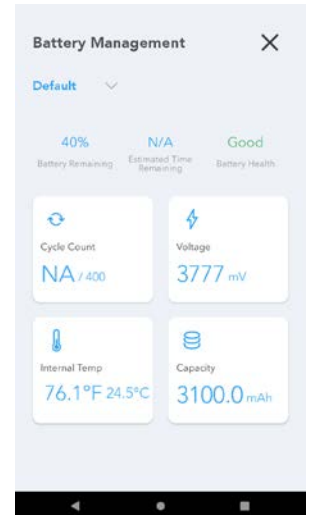 Battery Management
Default
40% N/A Good
Battery Remaining Estimated Time Remaining Battery Health
Cycle Count Voltage
NA / 400 3777 mV
Internal Temp Capacity
76.1°F 24.5°C 3100.0 mAh